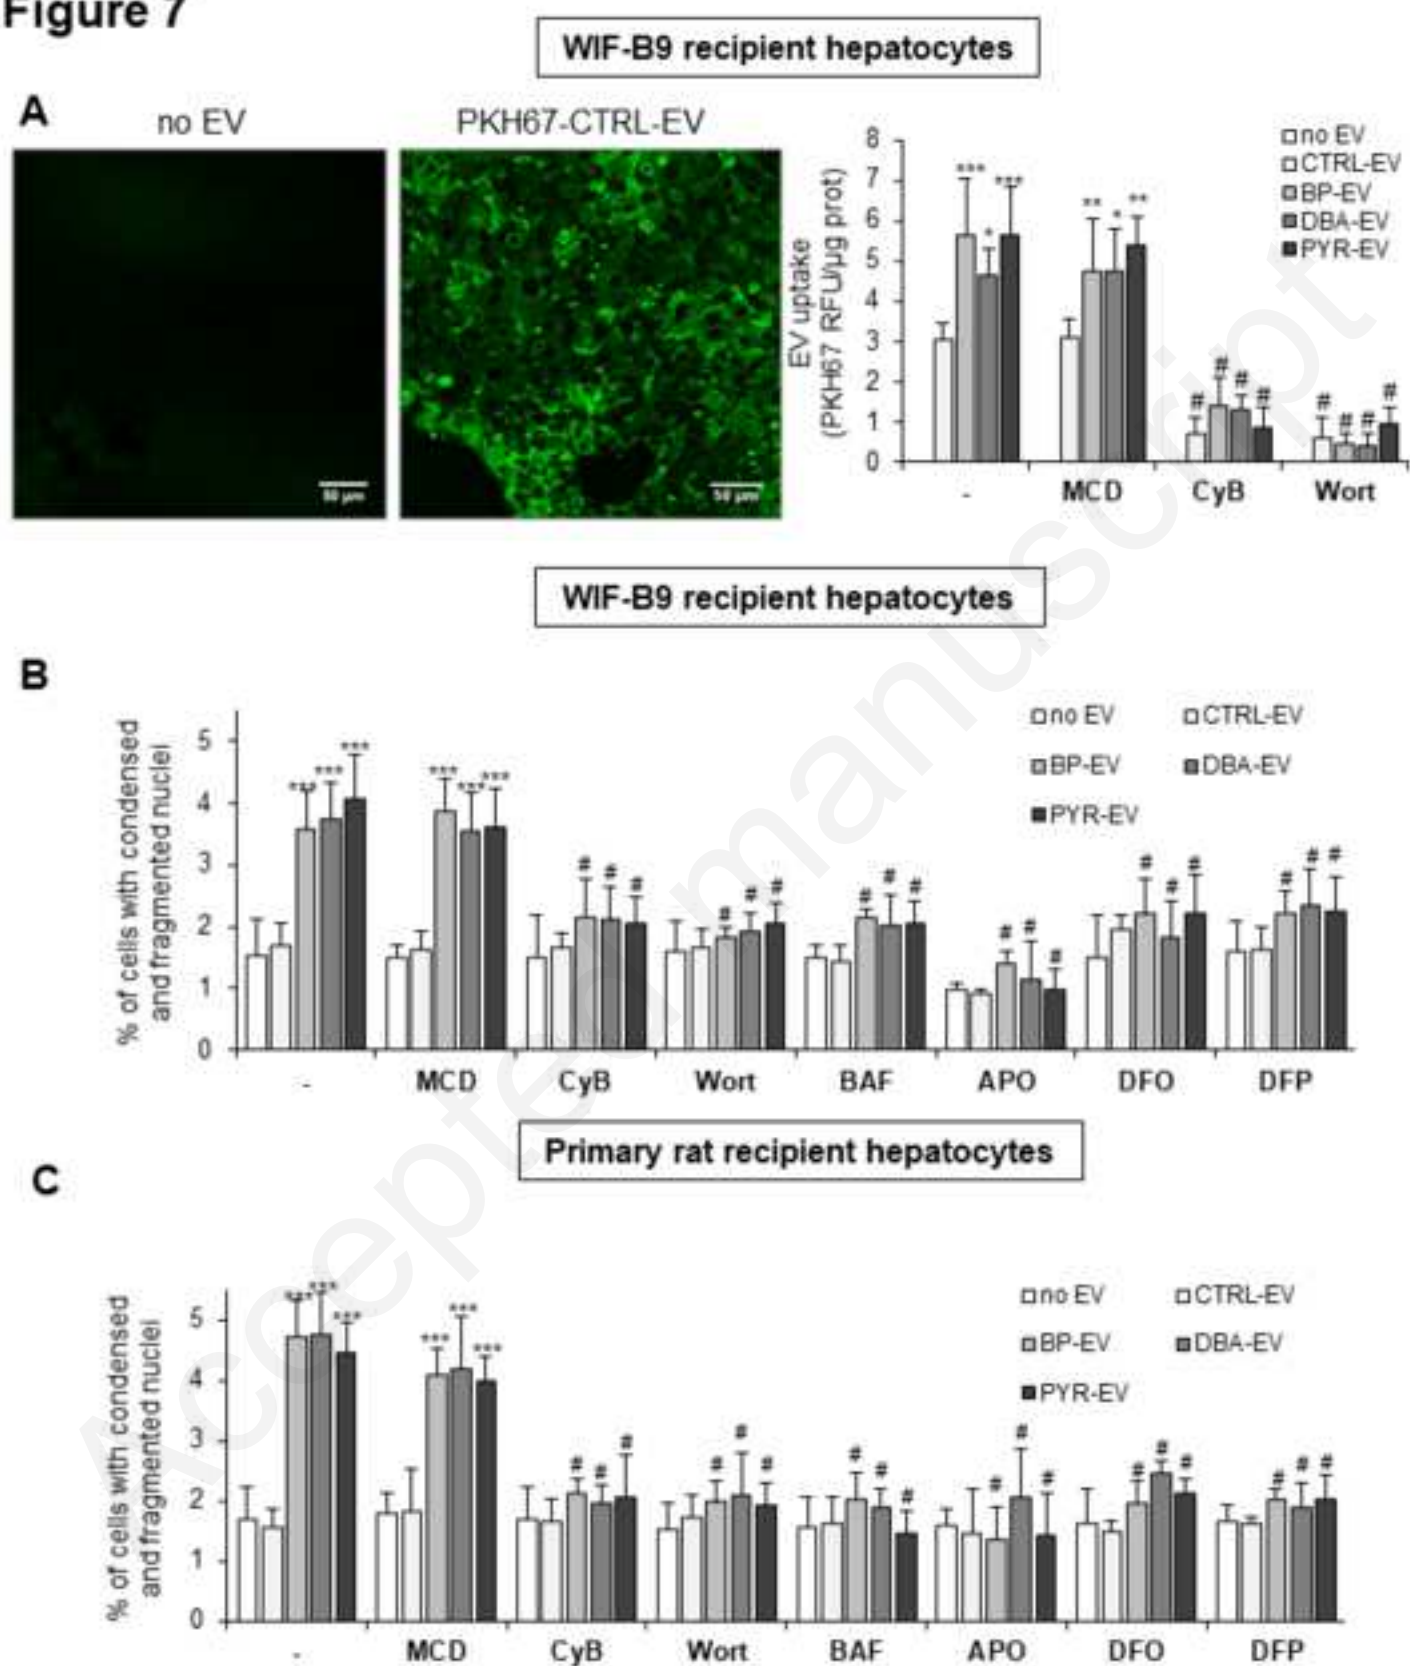 Figure 7
WIF-B9 recipient hepatocytes
A
no EV
PKH67-CTRL-EV
50 µm
50 µm
EV uptake
(PKH67 RFU/µg prot)
8
7
6
5
4
3
2
1
0
*** * ***
** * **
# # # #
# # # #
no EV
CTRL-EV
BP-EV
DBA-EV
PYR-EV
- MCD CyB Wort
WIF-B9 recipient hepatocytes
B
% of cells with condensed
and fragmented nuclei
5
4
3
2
1
0
*** *** ***
*** *** ***
# # #
# # #
# # #
# # #
# # #
# # #
no EV CTRL-EV
BP-EV DBA-EV
PYR-EV
- MCD CyB Wort BAF APO DFO DFP
Primary rat recipient hepatocytes
C
% of cells with condensed
and fragmented nuclei
5
4
3
2
1
0
*** *** ***
*** *** ***
# # #
# # #
# # #
# # #
# # #
# # #
no EV CTRL-EV
BP-EV DBA-EV
PYR-EV
- MCD CyB Wort BAF APO DFO DFP
Accepted manuscript